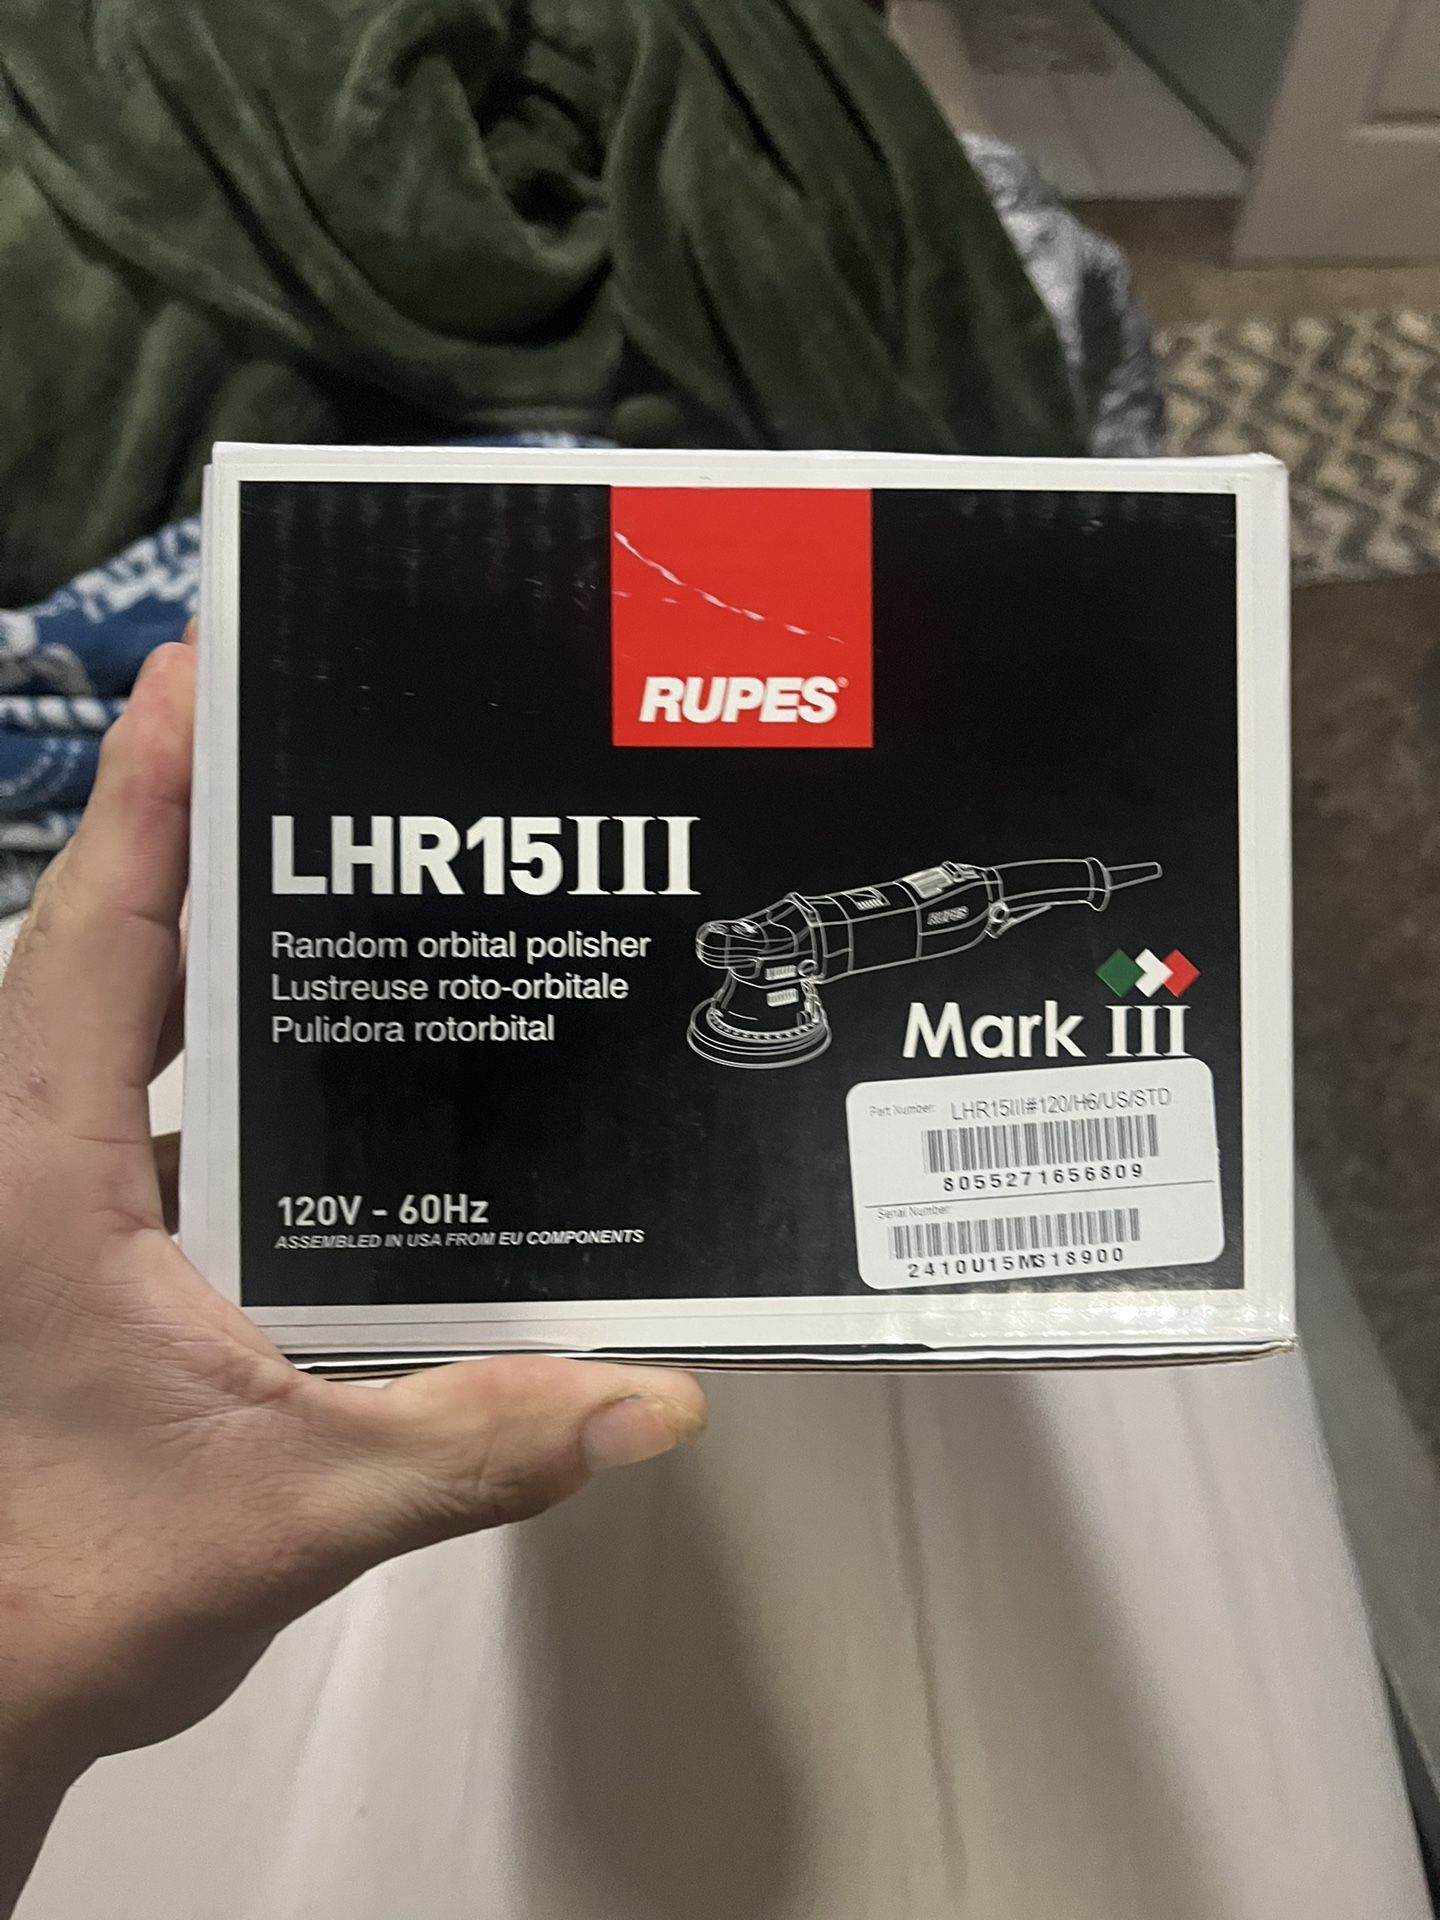 RUPES®
LHR15III
Random orbital polisher
Lustreuse roto-orbitale
Pulidora rotorbital
RUPES
Mark III
Part Number: LHR15III#120/H6/US/STD
8055271656809
Serial Number:
2410U15M318900
120V - 60Hz
ASSEMBLED IN USA FROM EU COMPONENTS